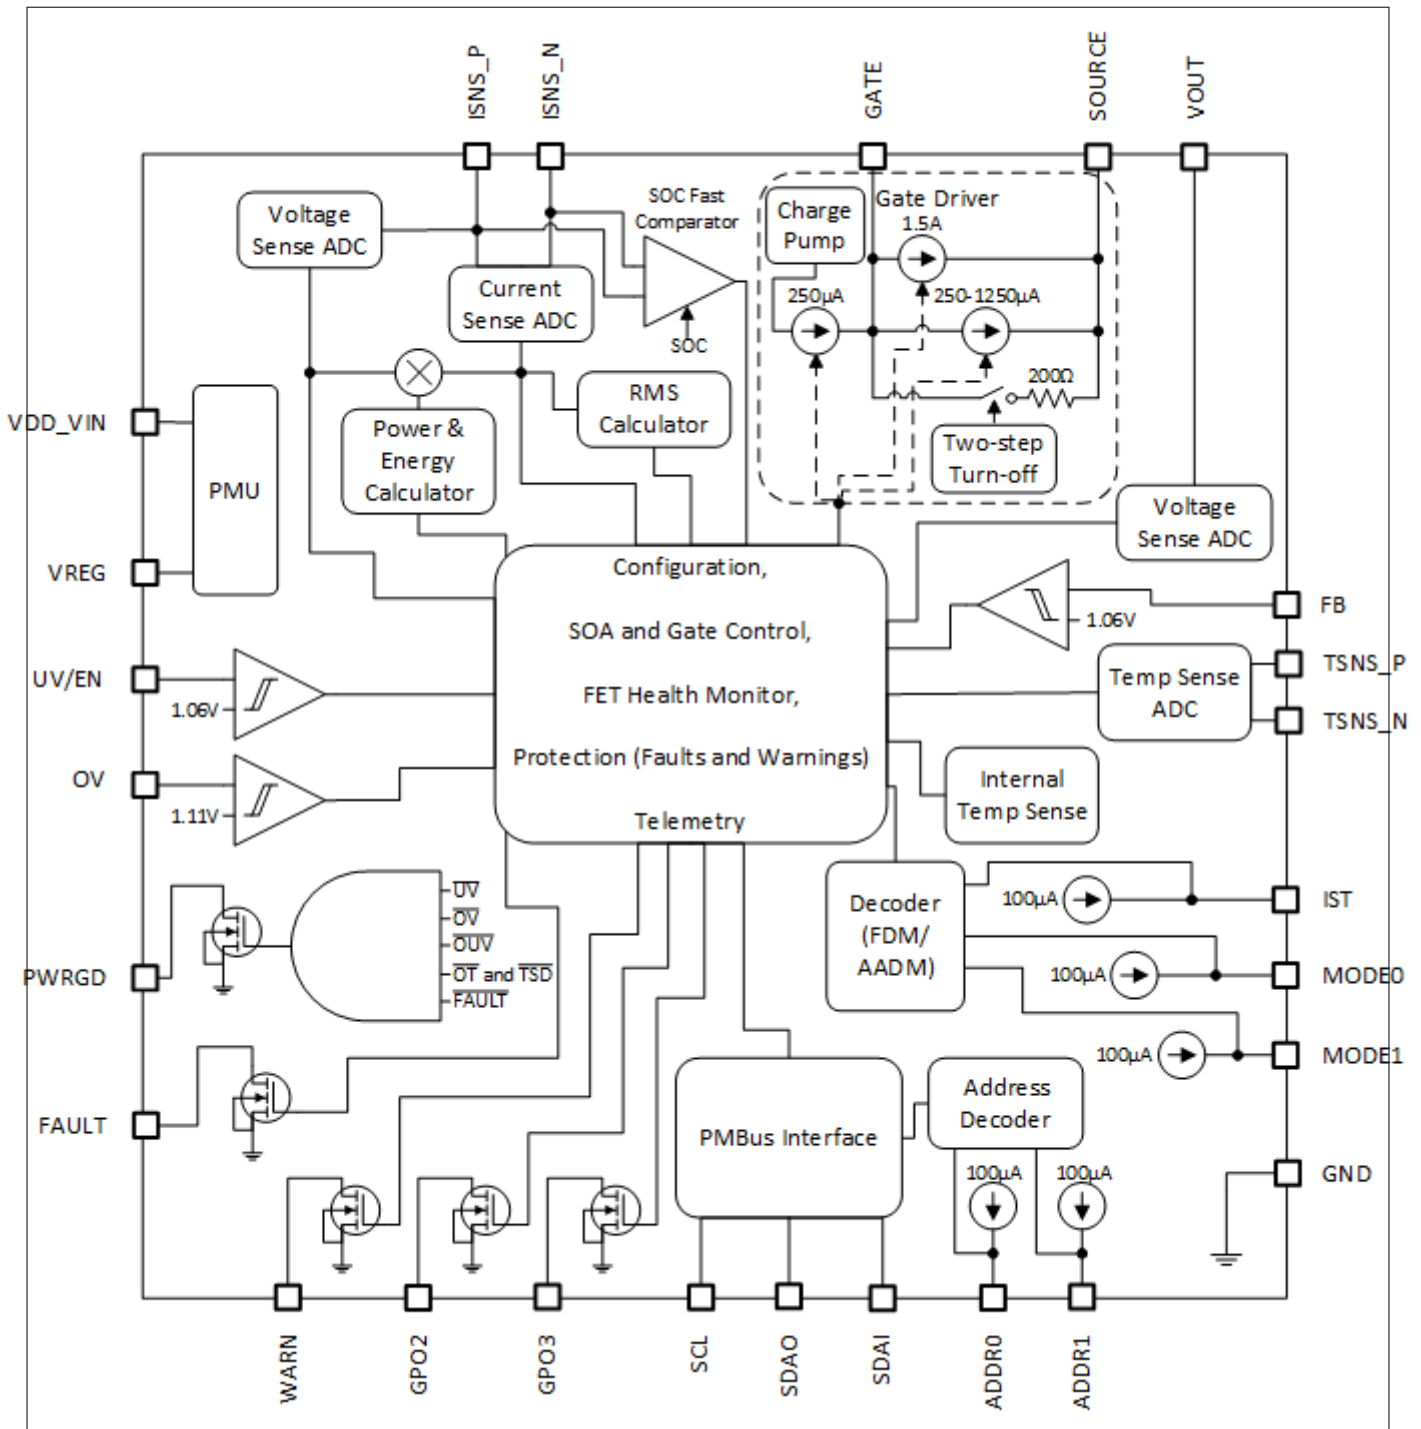 ISNS_P
ISNS_N
GATE
SOURCE
VOUT
Voltage
Sense ADC
SOC Fast
Comparator
Charge
Pump
Gate Driver
1.5A
Current
Sense ADC
250µA
250-1250µA
SOC
200Ω
RMS
Calculator
VDD_VIN
Power &
Energy
Calculator
Two-step
Turn-off
PMU
Voltage
Sense ADC
VREG
Configuration,
SOA and Gate Control,
FET Health Monitor,
Protection (Faults and Warnings)
Telemetry
1.06V
FB
UV/EN
1.06V
Temp Sense
ADC
TSNS_P
TSNS_N
OV
1.11V
Internal
Temp Sense
UV
OV
OUV
OT and TSD
FAULT
PWRGD
Decoder
(FDM/
AADM)
100µA
IST
100µA
MODE0
100µA
MODE1
FAULT
PMBus Interface
Address
Decoder
100µA
100µA
GND
WARN
GPO2
GPO3
SCL
SDAO
SDAI
ADDR0
ADDR1